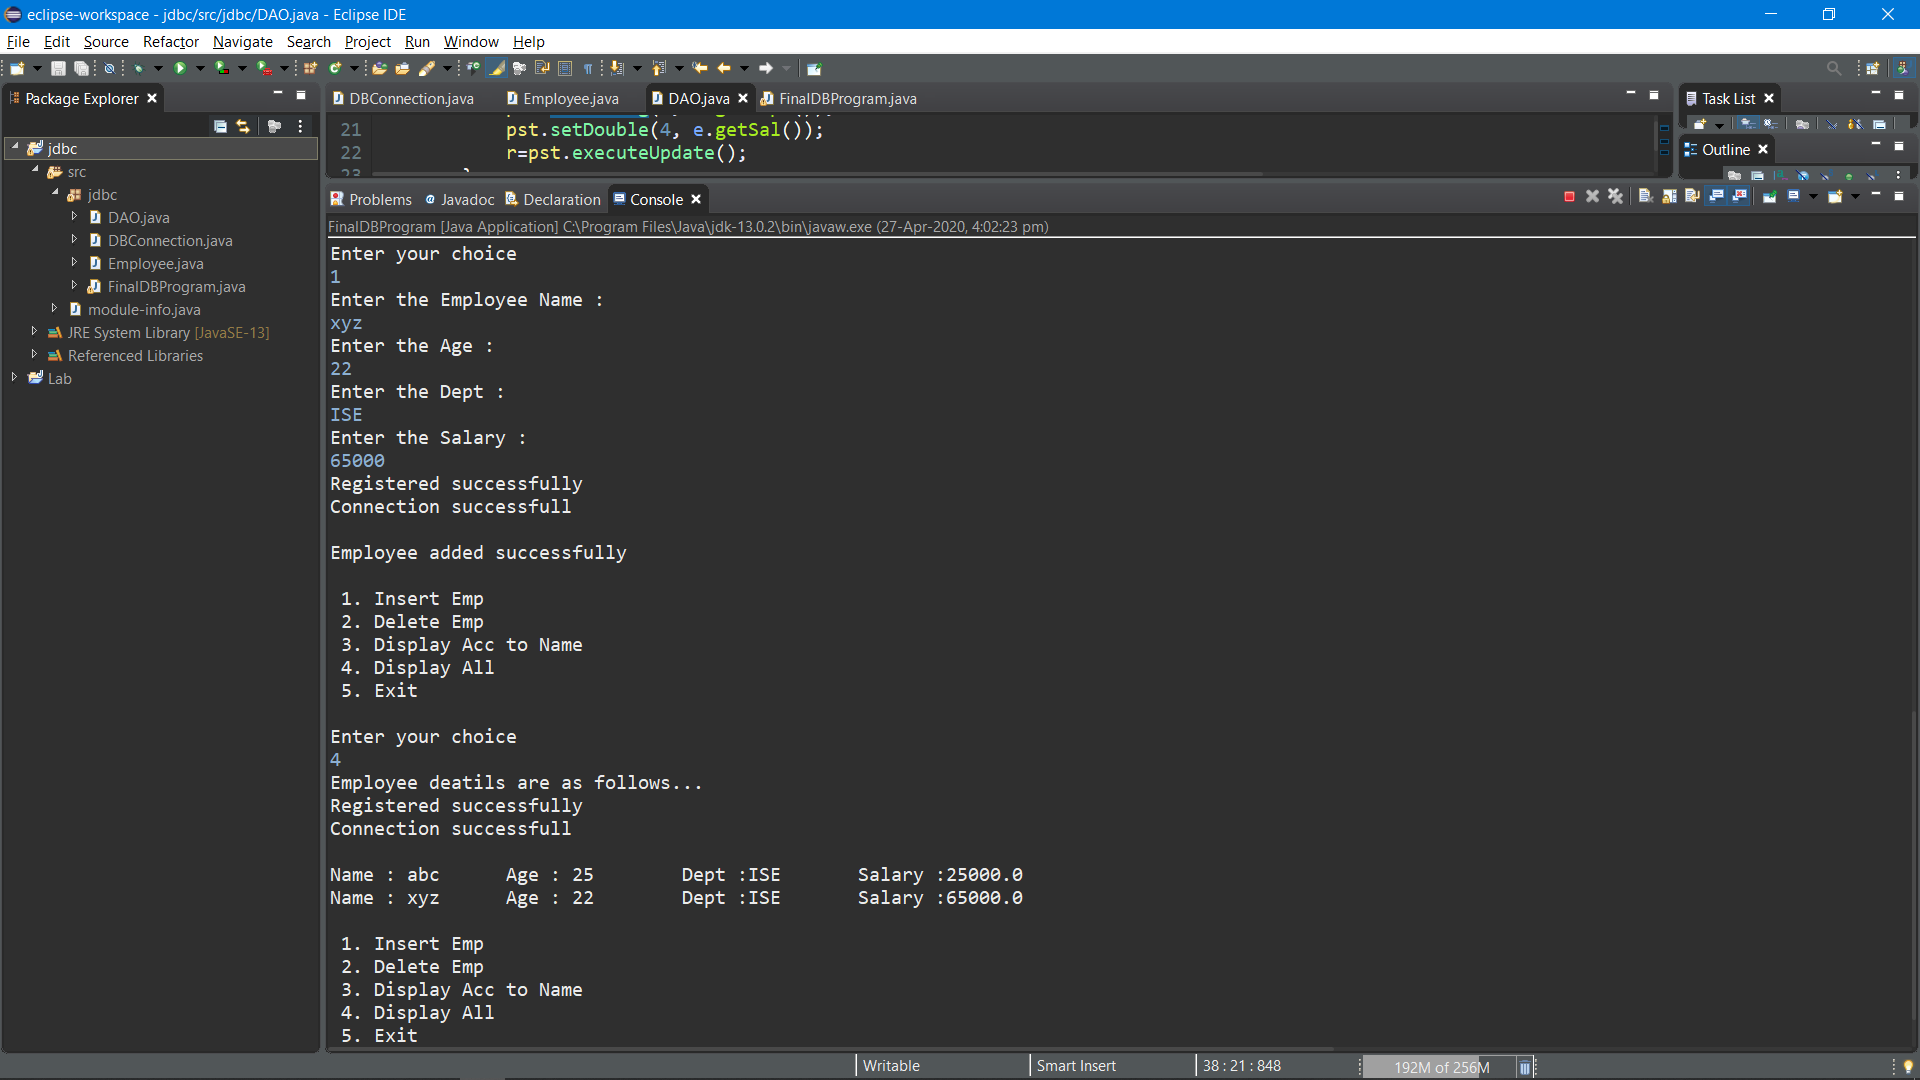 eclipse-workspace - jdbc/src/jdbc/DAO.java - Eclipse IDE
File Edit Source Refactor Navigate Search Project Run Window Help
Package Explorer
jdbc
src
jdbc
DAO.java
DBConnection.java
Employee.java
FinalDBProgram.java
module-info.java
JRE System Library [JavaSE-13]
Referenced Libraries
Lab
DBConnection.java Employee.java DAO.java FinalDBProgram.java
21 pst.setDouble(4, e.getSal());
22 r=pst.executeUpdate();
23 }
Task List
Outline
Problems Javadoc Declaration Console
FinalDBProgram [Java Application] C:\Program Files\Java\jdk-13.0.2\bin\javaw.exe (27-Apr-2020, 4:02:23 pm)
Enter your choice
1
Enter the Employee Name :
xyz
Enter the Age :
22
Enter the Dept :
ISE
Enter the Salary :
65000
Registered successfully
Connection successfull
Employee added successfully
1. Insert Emp
2. Delete Emp
3. Display Acc to Name
4. Display All
5. Exit
Enter your choice
4
Employee deatils are as follows...
Registered successfully
Connection successfull
Name : abc Age : 25 Dept :ISE Salary :25000.0
Name : xyz Age : 22 Dept :ISE Salary :65000.0
1. Insert Emp
2. Delete Emp
3. Display Acc to Name
4. Display All
5. Exit
Writable Smart Insert 38 : 21 : 848 192M of 256M